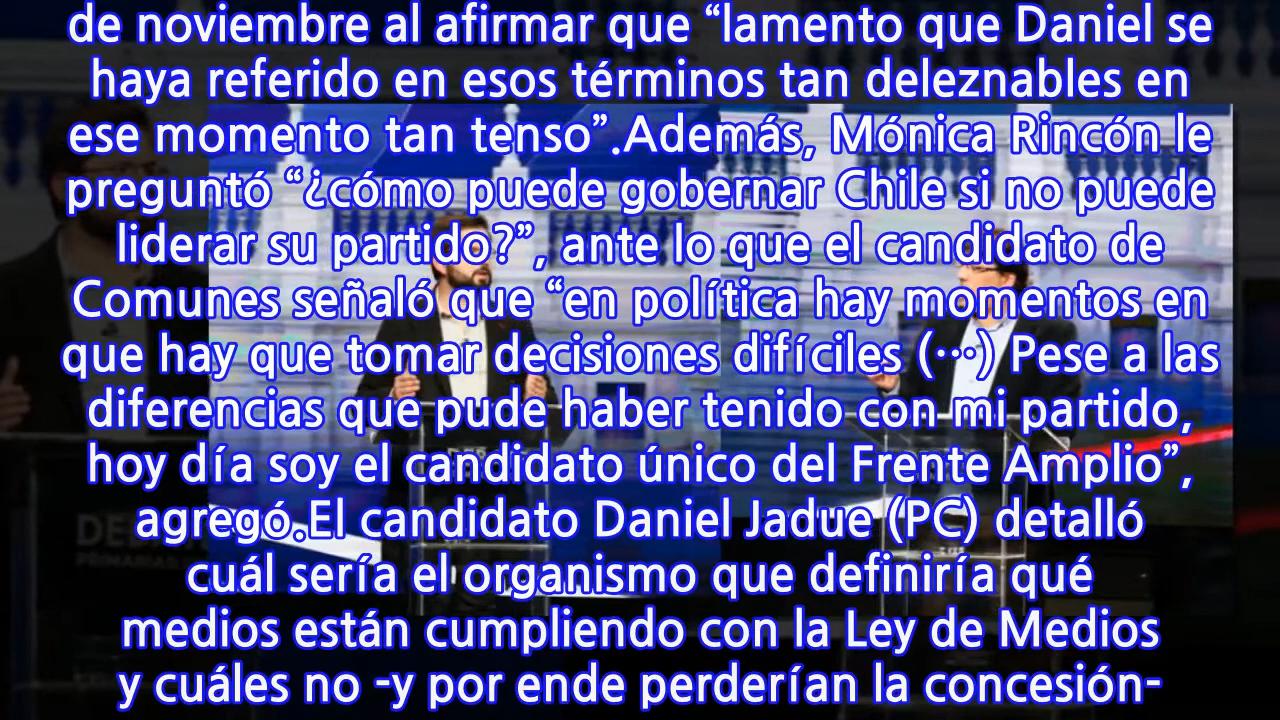 de noviembre al afirmar que “lamento que Daniel se
haya referido en esos términos tan deleznables en
ese momento tan tenso”.Además, Mónica Rincón le
preguntó “¿cómo puede gobernar Chile si no puede
liderar su partido?”, ante lo que el candidato de
Comunes señaló que “en política hay momentos en
que hay que tomar decisiones difíciles (…) Pese a las
diferencias que pude haber tenido con mi partido,
hoy día soy el candidato único del Frente Amplio”,
agregó.El candidato Daniel Jadue (PC) detalló
cuál sería el organismo que definiría qué
medios están cumpliendo con la Ley de Medios
y cuáles no -y por ende perderían la concesión-